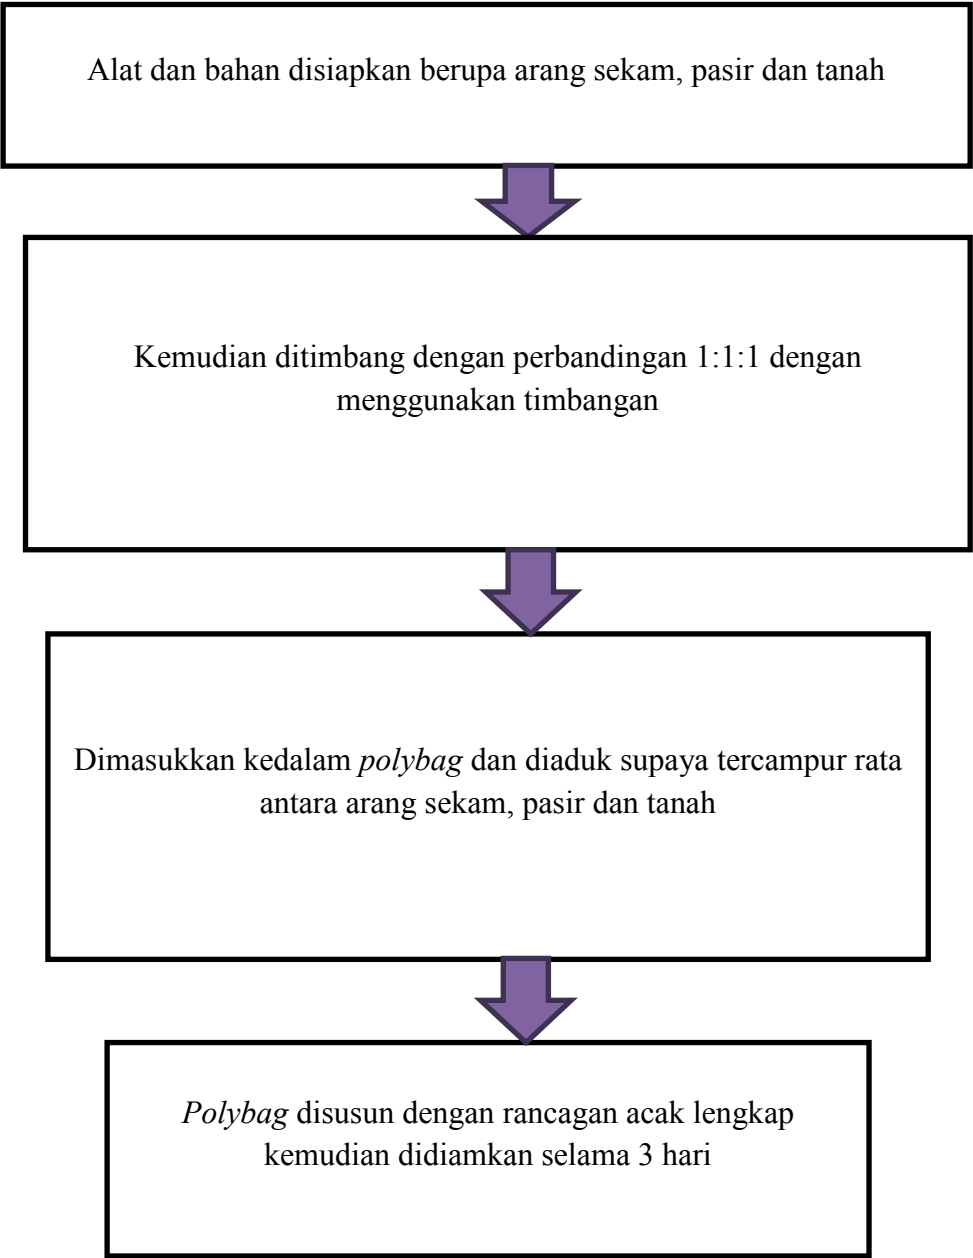 Alat dan bahan disiapkan berupa arang sekam, pasir dan tanah
Kemudian ditimbang dengan perbandingan 1:1:1 dengan
menggunakan timbangan
Dimasukkan kedalam polybag dan diaduk supaya tercampur rata
antara arang sekam, pasir dan tanah
Polybag disusun dengan rancagan acak lengkap
kemudian didiamkan selama 3 hari